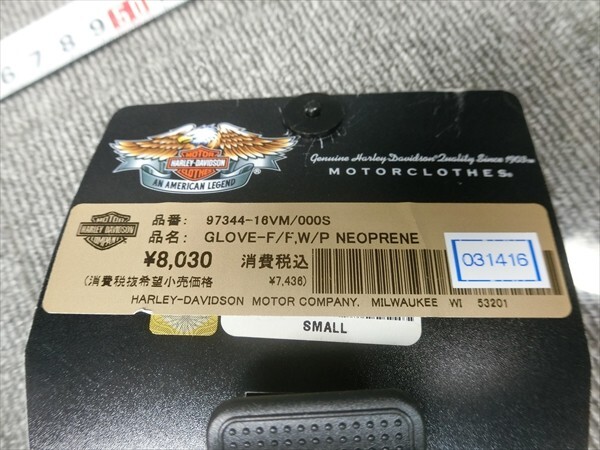 6 7 8 9
MOTOR
HARLEY-DAVIDSON
CLOTHES
AN AMERICAN LEGEND
®
Genuine Harley-Davidson Quality Since 1903
MOTORCLOTHES®
HARLEY-DAVIDSON
品番: 97344-16VM/000S
品名: GLOVE-F/F,W/P NEOPRENE
¥8,030 消費税込
(消費税抜希望小売価格 ¥7,436)
031416
HARLEY-DAVIDSON MOTOR COMPANY. MILWAUKEE WI 53201
SMALL